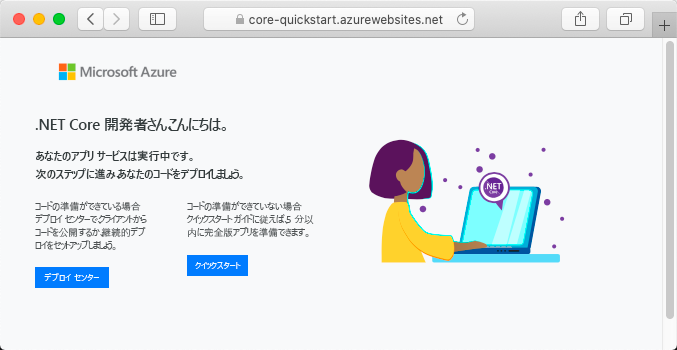 core-quickstart.azurewebsites.net
Microsoft Azure
.NET Core 開発者さん、こんにちは。
あなたのアプリ サービスは実行中です。
次のステップに進み、あなたのコードをデプロイしましょう。
コードの準備ができている場合
デプロイ センターでクライアントから
コードを公開するか、継続的デプ
ロイをセットアップしましょう。
デプロイ センター
コードの準備ができていない場合
クイックスタート ガイドに従えば、5 分以
内に完全版アプリを準備できます。
クイックスタート
.NET
Core